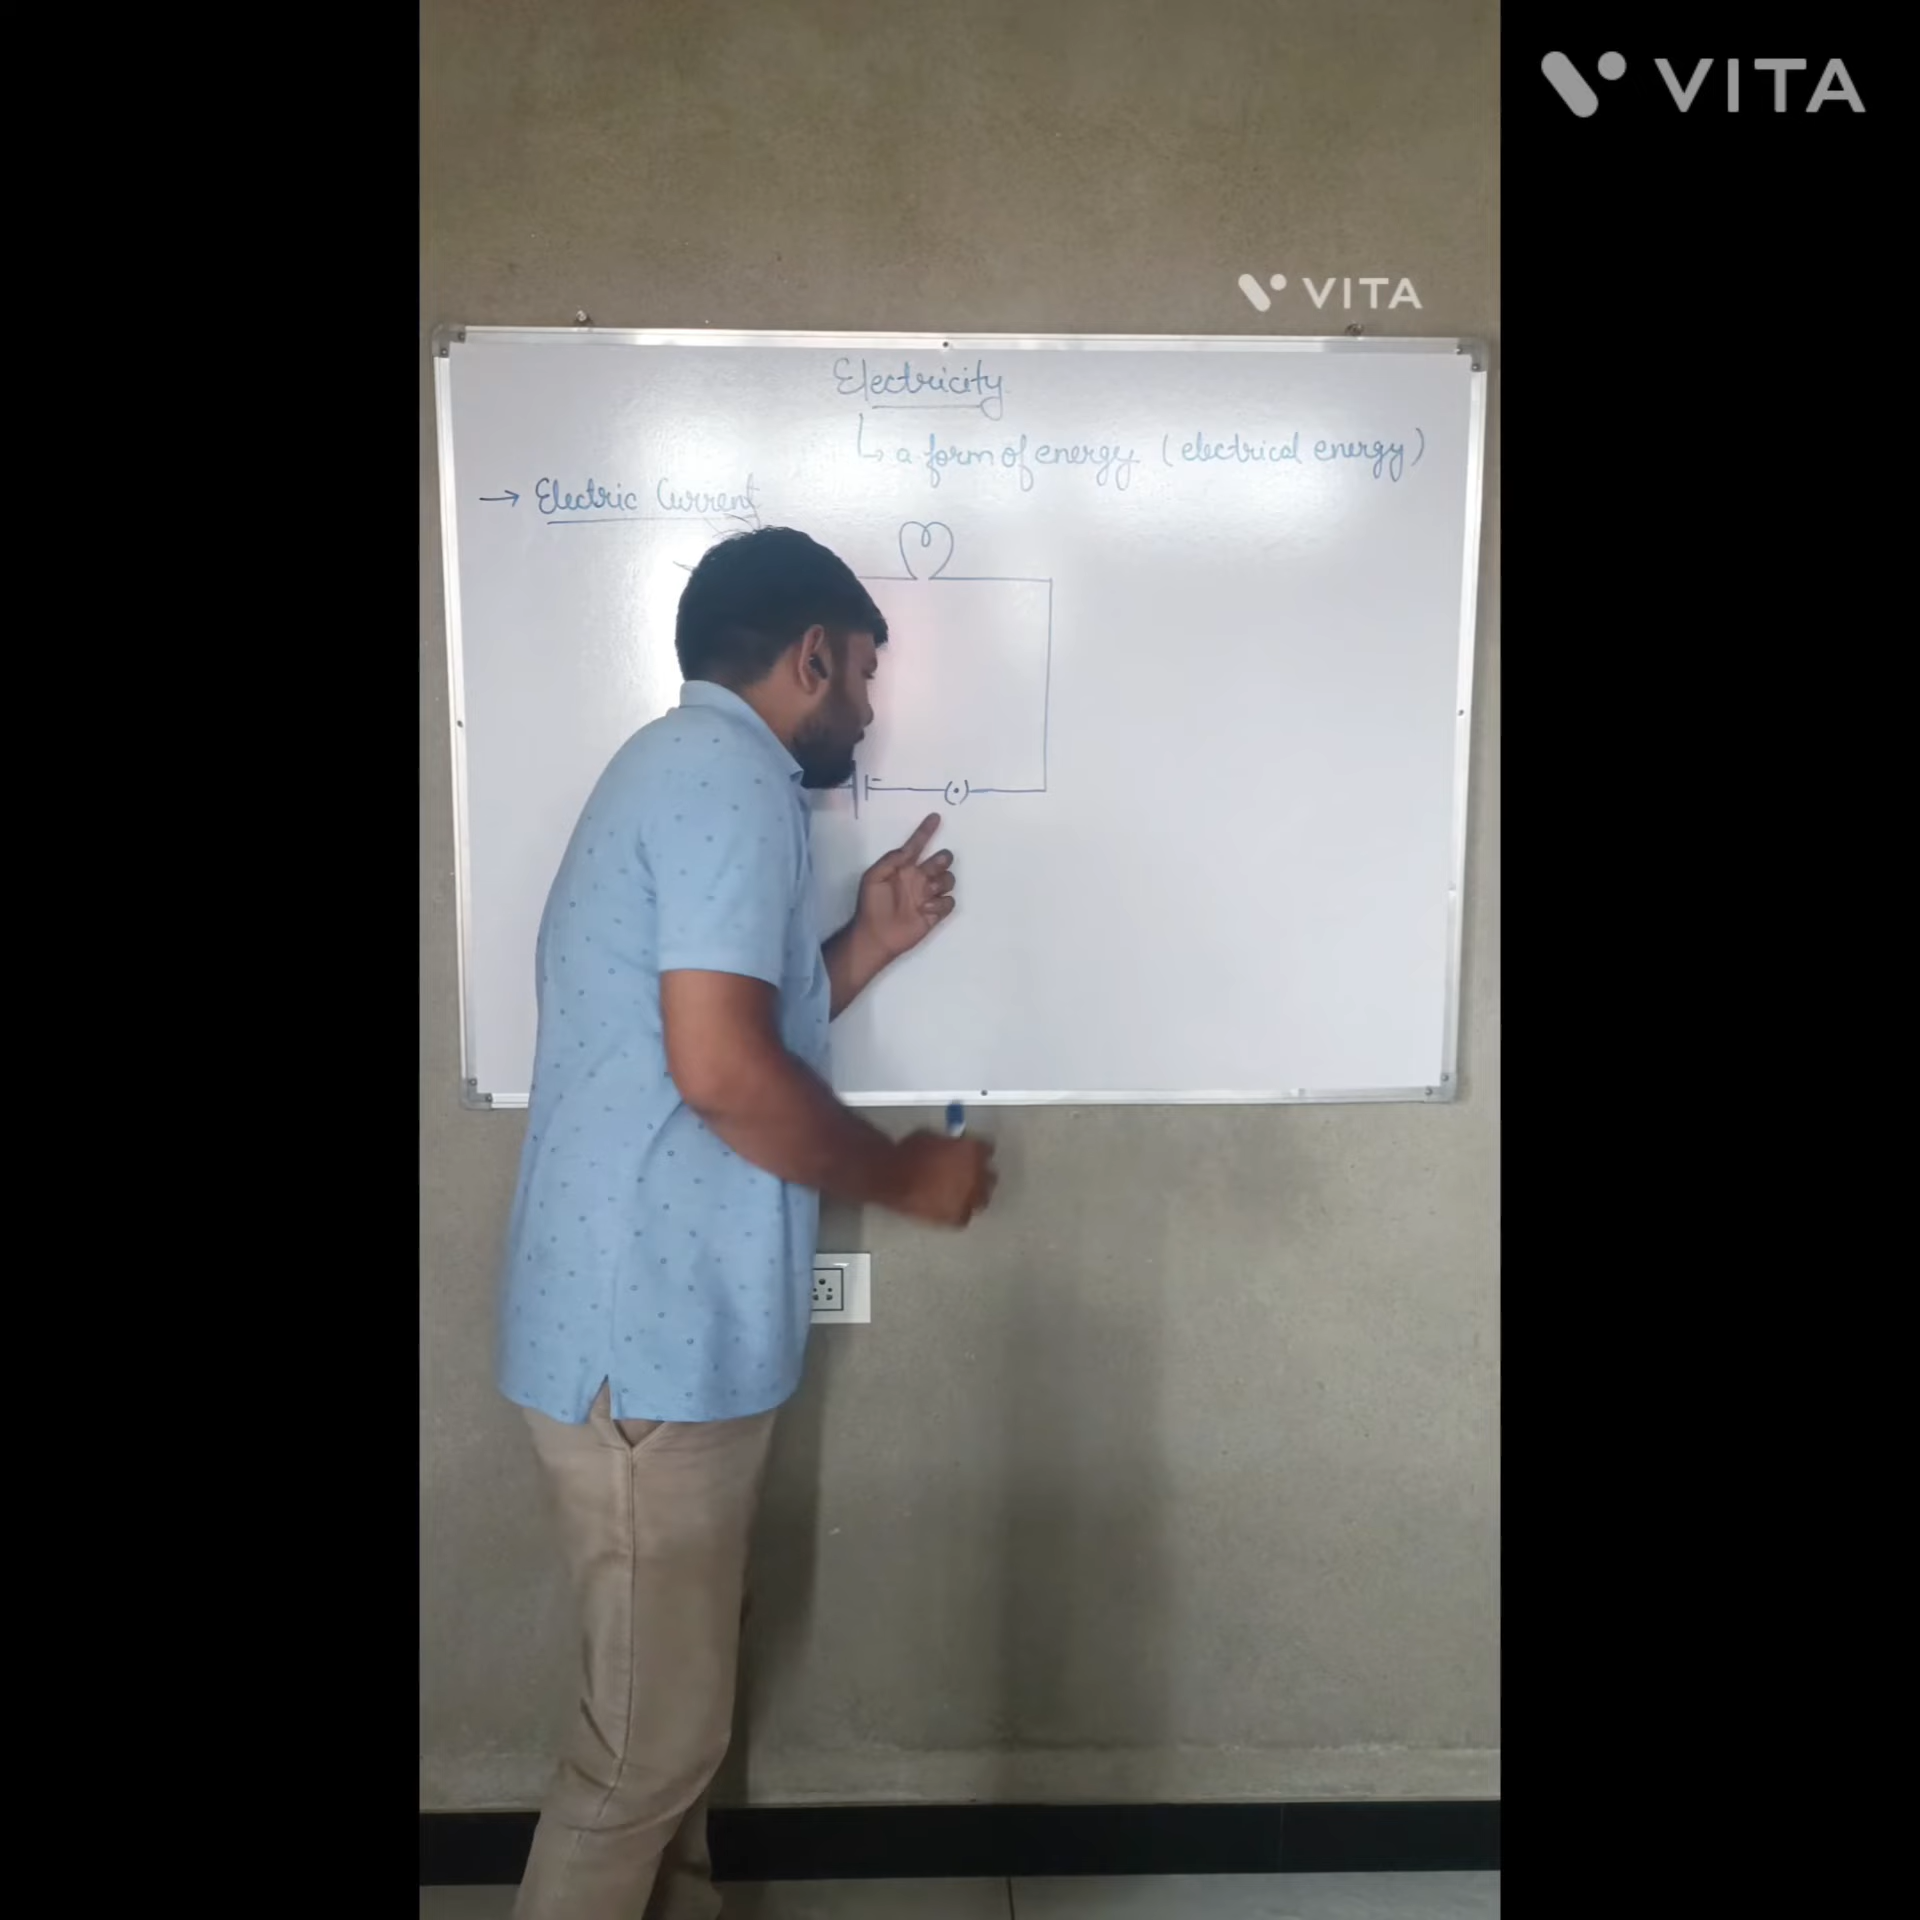 VITA
VITA
Electricity
↳ a form of energy (electrical energy)
→ Electric Current